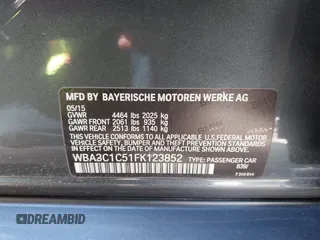 MFD BY BAYERISCHE MOTOREN WERKE AG
05/15
GVWR 4464 lbs 2025 kg
GAWR FRONT 2061 lbs 935 kg
GAWR REAR 2513 lbs 1140 kg
THIS VEHICLE CONFORMS TO ALL APPLICABLE
U.S. FEDERAL MOTOR VEHICLE SAFETY, BUMPER,
AND THEFT PREVENTION STANDARDS IN EFFECT
ON THE DATE OF MANUFACTURE SHOWN ABOVE.
WBA3C1C51FK123852 TYPE: PASSENGER CAR
B39/
DREAMBID